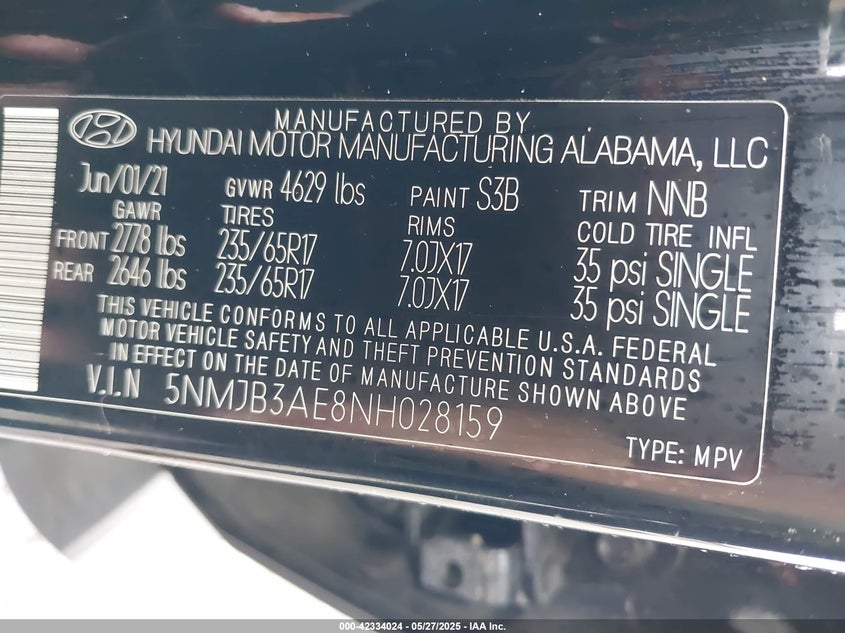 MANUFACTURED BY
HYUNDAI MOTOR MANUFACTURING ALABAMA, LLC
Jun/01/21 GVWR 4629 lbs PAINT S3B TRIM NNB
GAWR TIRES RIMS COLD TIRE INFL
FRONT 2778 lbs 235/65R17 7.0JX17 35 psi SINGLE
REAR 2646 lbs 235/65R17 7.0JX17 35 psi SINGLE
THIS VEHICLE CONFORMS TO ALL APPLICABLE U.S.A. FEDERAL
MOTOR VEHICLE SAFETY AND THEFT PREVENTION STANDARDS
IN EFFECT ON THE DATE OF MANUFACTURE SHOWN ABOVE
V.I.N 5NMJB3AE8NH028159
TYPE: MPV
000-42334024 - 05/27/2025 - IAA Inc.